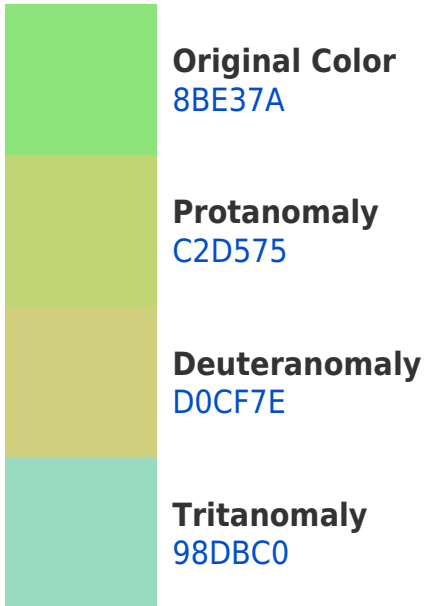 Original Color
8BE37A
Protanomaly
C2D575
Deuteranomaly
D0CF7E
Tritanomaly
98DBC0